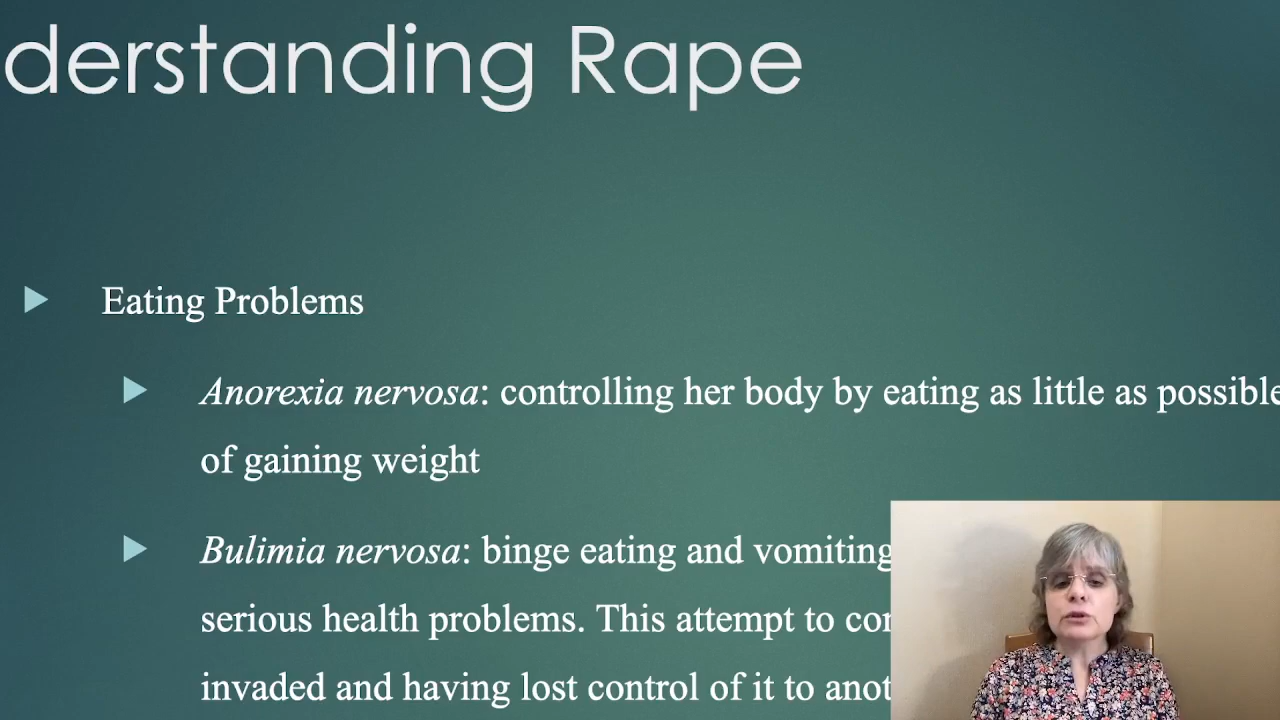 derstanding Rape
Eating Problems
Anorexia nervosa: controlling her body by eating as little as possible
of gaining weight
Bulimia nervosa: binge eating and vomiting
serious health problems. This attempt to con
invaded and having lost control of it to anot